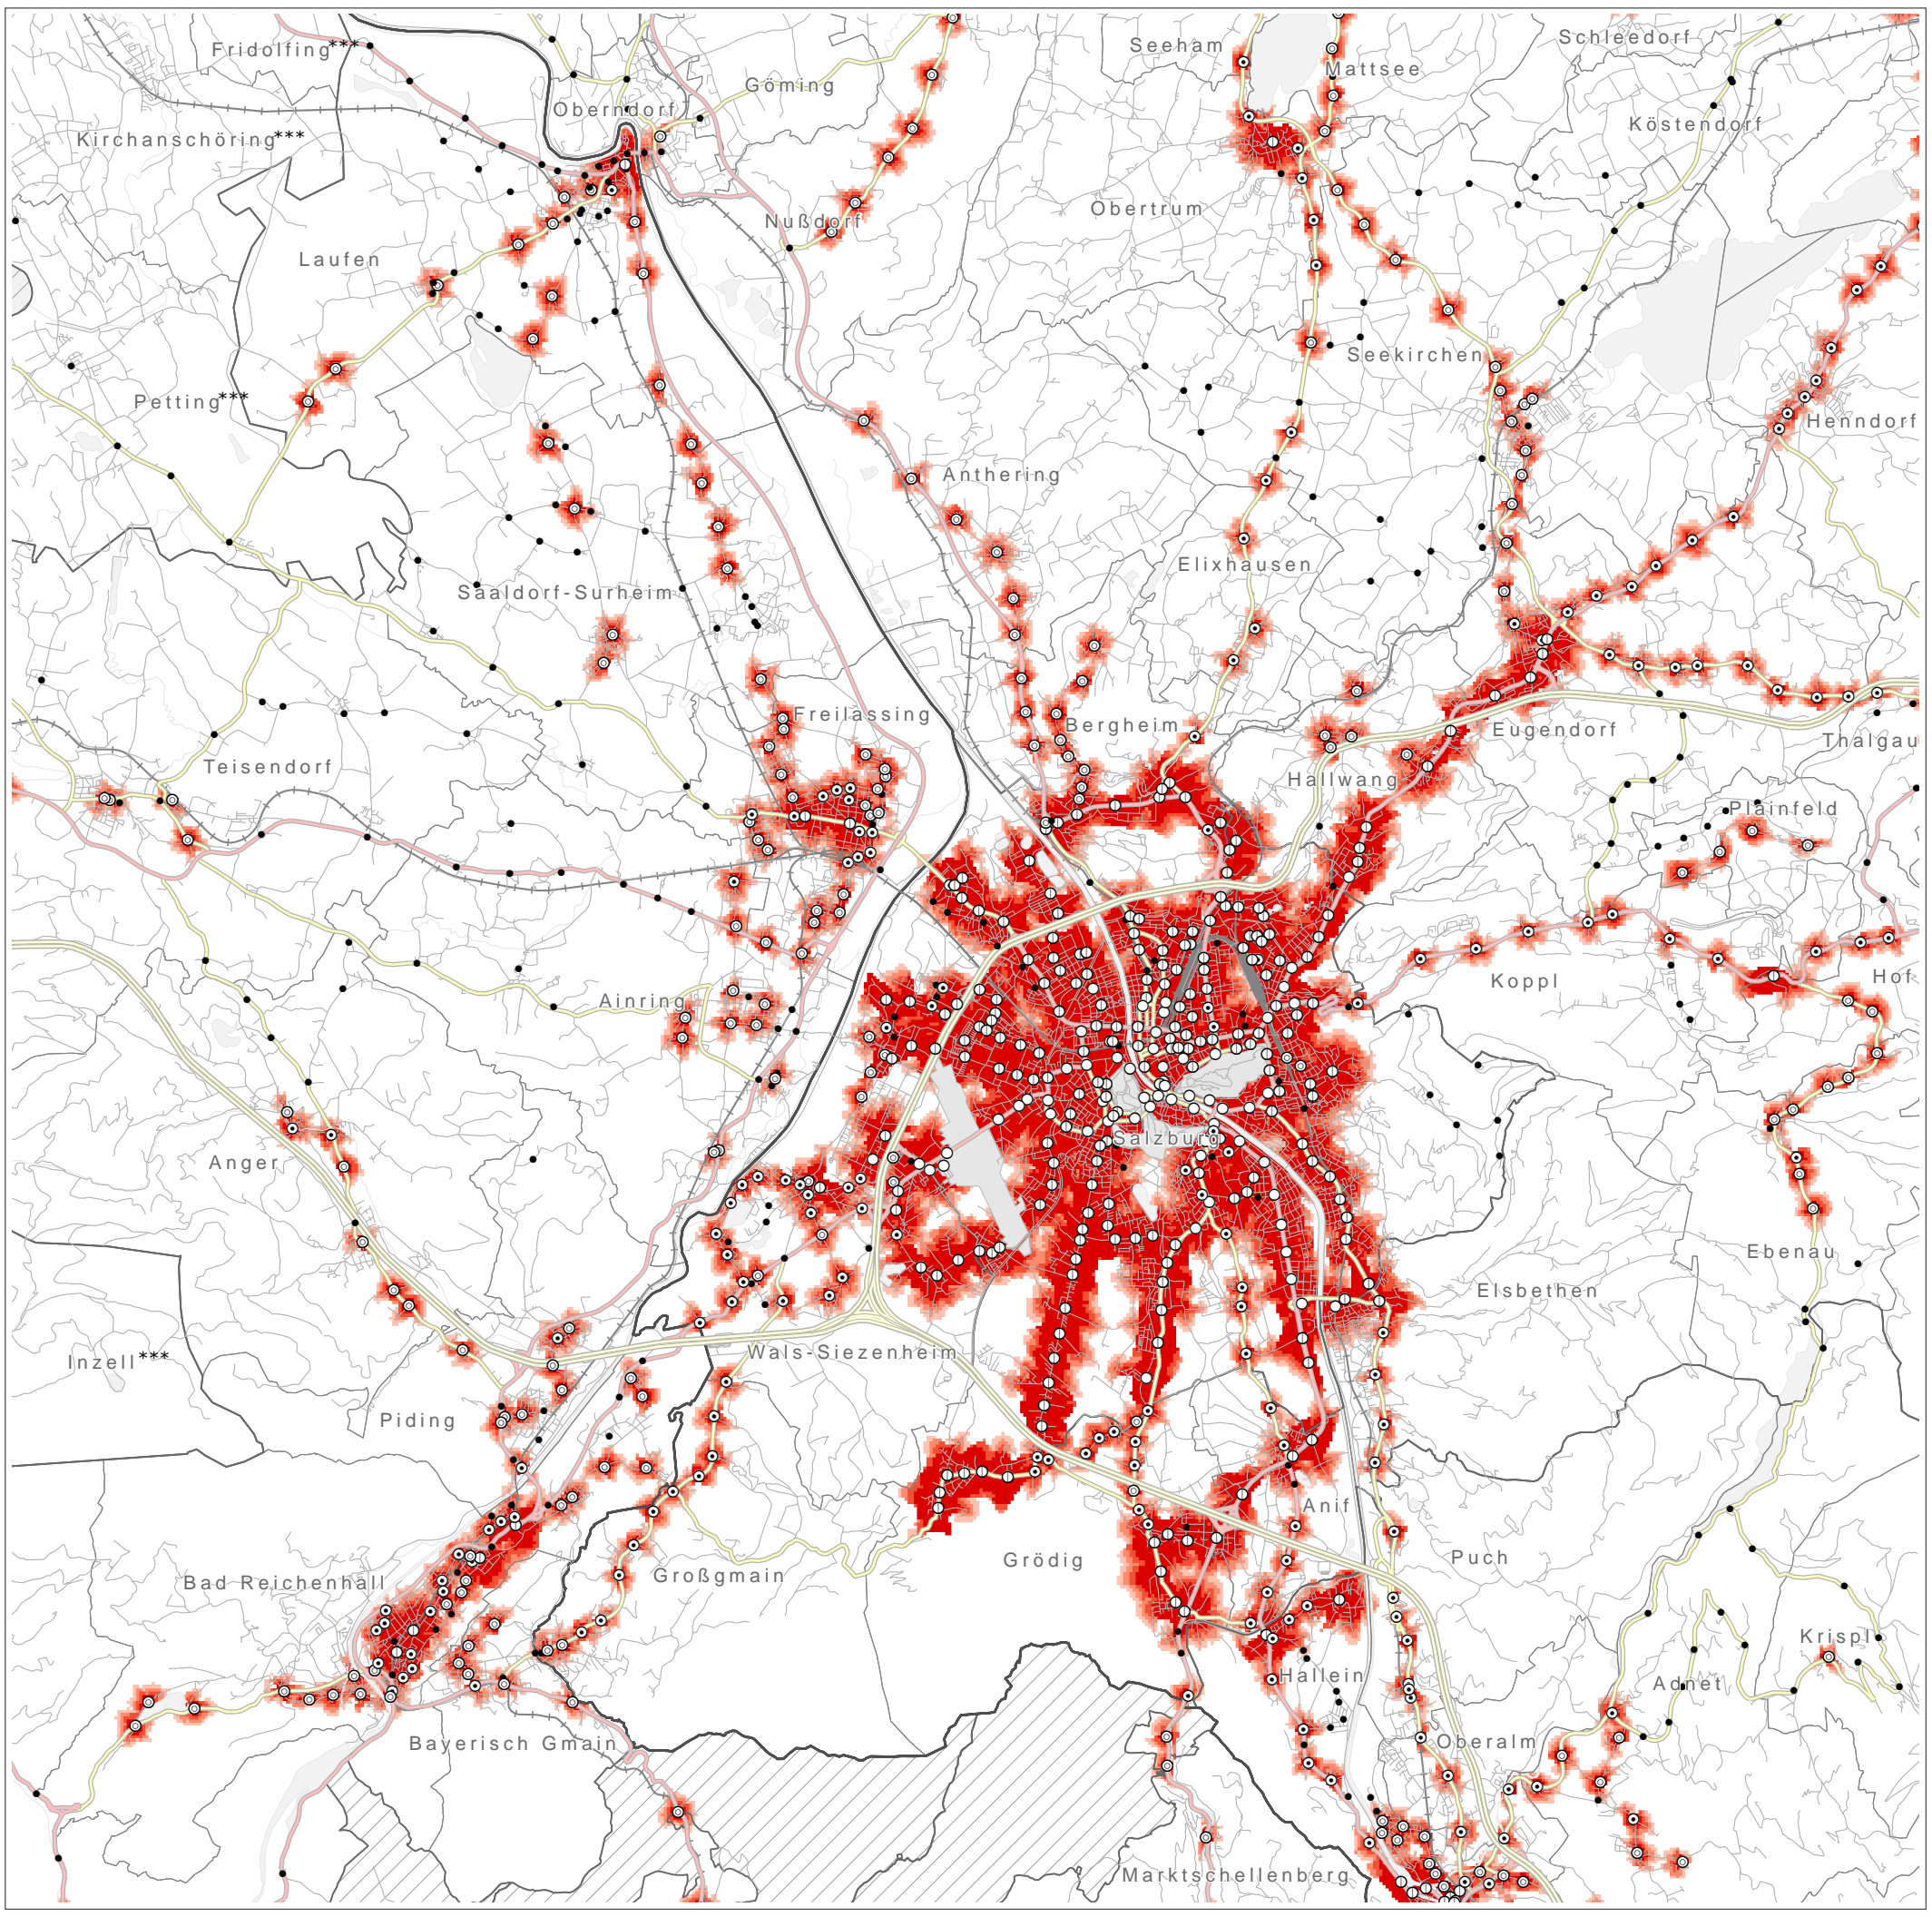 Fridolfing***
Seeham
Schleedorf
Mattsee
Göming
Oberndorf
Köstendorf
Kirchanschöring***
Obertrum
Nußdorf
Laufen
Seekirchen
Petting***
Henndorf
Anthering
Elixhausen
Saaldorf-Surheim
Freilassing
Bergheim
Eugendorf
Thalgau
Teisendorf
Hallwang
Plainfeld
Koppl
Hof
Ainring
Salzburg
Anger
Ebenau
Elsbethen
Wals-Siezenheim
Inzell***
Piding
Anif
Grödig
Puch
Großgmain
Bad Reichenhall
Krispl
Hallein
Adnet
Bayerisch Gmain
Oberalm
Marktschellenberg